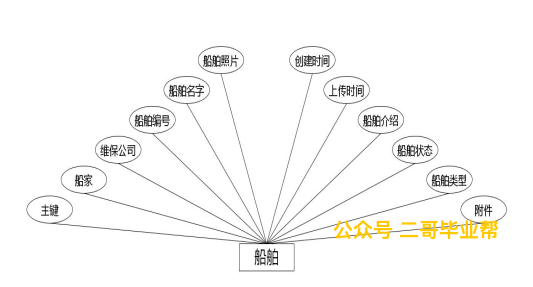 船舶照片
创建时间
船舶名字
上传时间
船舶编号
船舶介绍
维保公司
船舶状态
船家
船舶类型
主键
附件
公众号 二哥毕业帮
船舶